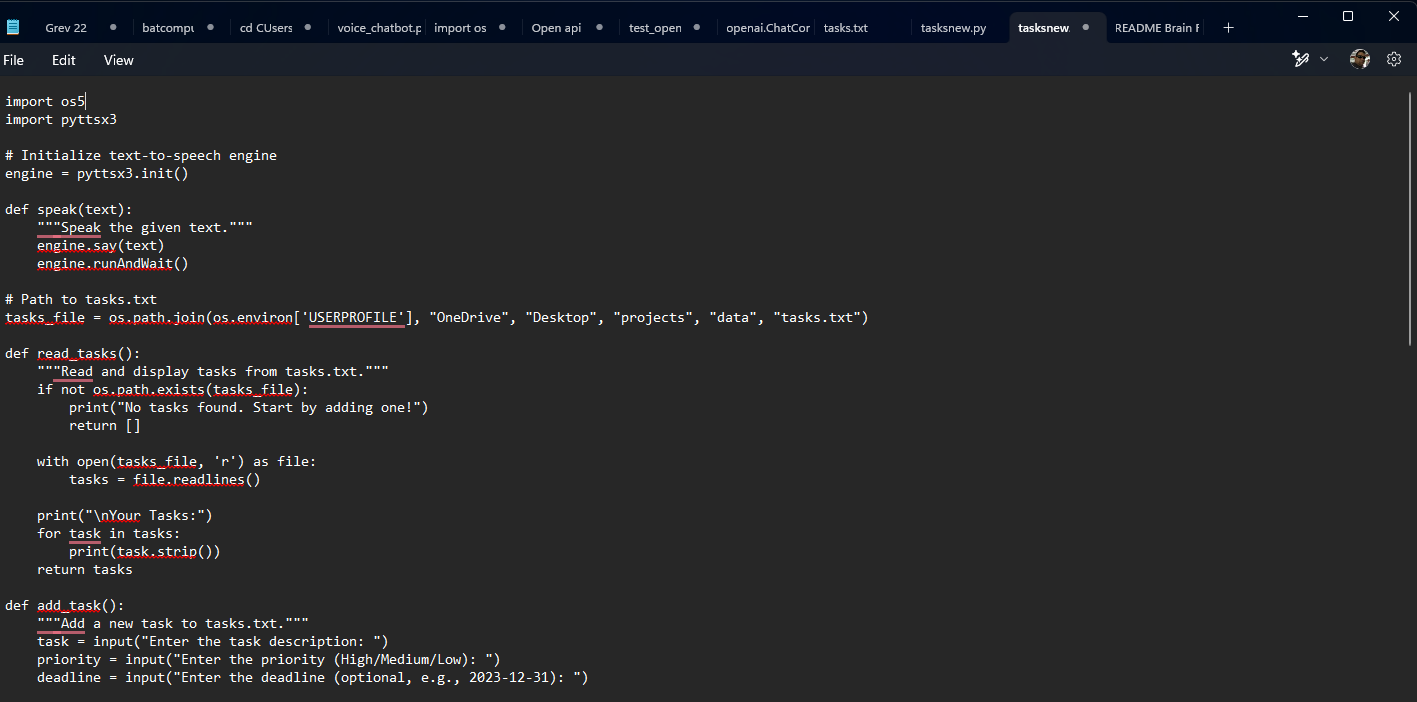 Grev 22
batcompu
cd CUsers
voice_chatbot.p
import os
Open api
test_open
openai.ChatCor
tasks.txt
tasksnew.py
tasksnew.
README Brain F
File Edit View
import os5
import pyttsx3
# Initialize text-to-speech engine
engine = pyttsx3.init()
def speak(text):
    """Speak the given text."""
    engine.say(text)
    engine.runAndWait()
# Path to tasks.txt
tasks_file = os.path.join(os.environ['USERPROFILE'], "OneDrive", "Desktop", "projects", "data", "tasks.txt")
def read_tasks():
    """Read and display tasks from tasks.txt."""
    if not os.path.exists(tasks_file):
        print("No tasks found. Start by adding one!")
        return []
    with open(tasks_file, 'r') as file:
        tasks = file.readlines()
    print("\nYour Tasks:")
    for task in tasks:
        print(task.strip())
    return tasks
def add_task():
    """Add a new task to tasks.txt."""
    task = input("Enter the task description: ")
    priority = input("Enter the priority (High/Medium/Low): ")
    deadline = input("Enter the deadline (optional, e.g., 2023-12-31): ")